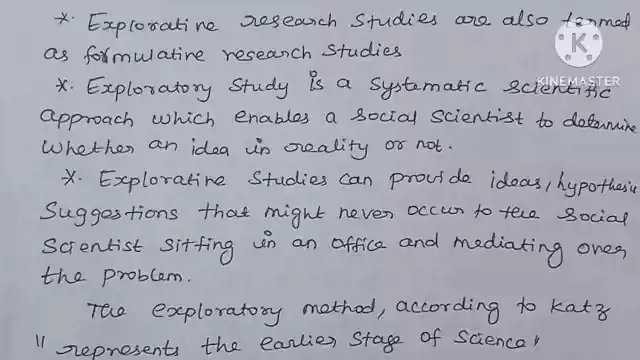 * Explorative research studies are also termed
as formulative research studies
KINEMASTER
* Exploratory study is a systematic scientific
approach which enables a social scientist to determine
whether an idea in reality or not.
* Explorative studies can provide ideas, hypothesis
suggestions that might never occur to the social
scientist sitting in an office and mediating over
the problem.
The exploratory method, according to Katz
"represents the earlier stage of science"